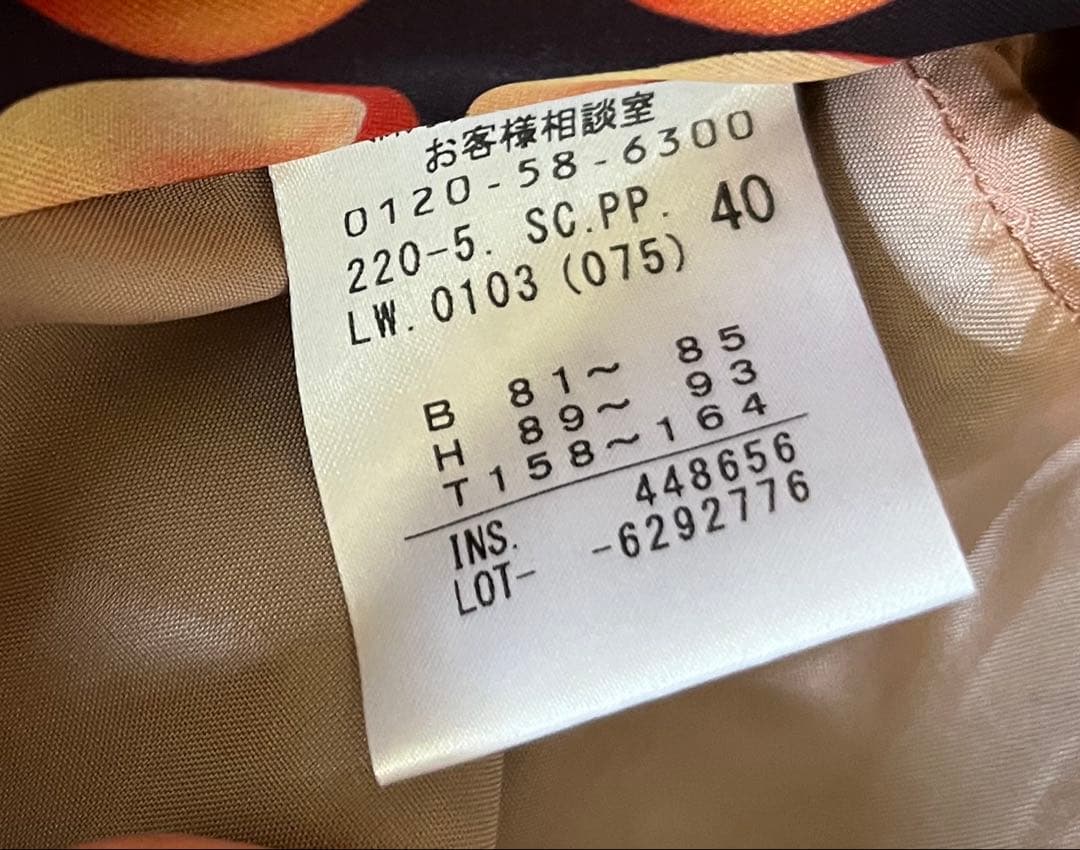 お客様相談室
0120-58-6300
220-5. SC.PP. 40
LW.0103 (075)
B 81～ 85
H 89～ 93
T158～164
INS. 448656
LOT- -6292776